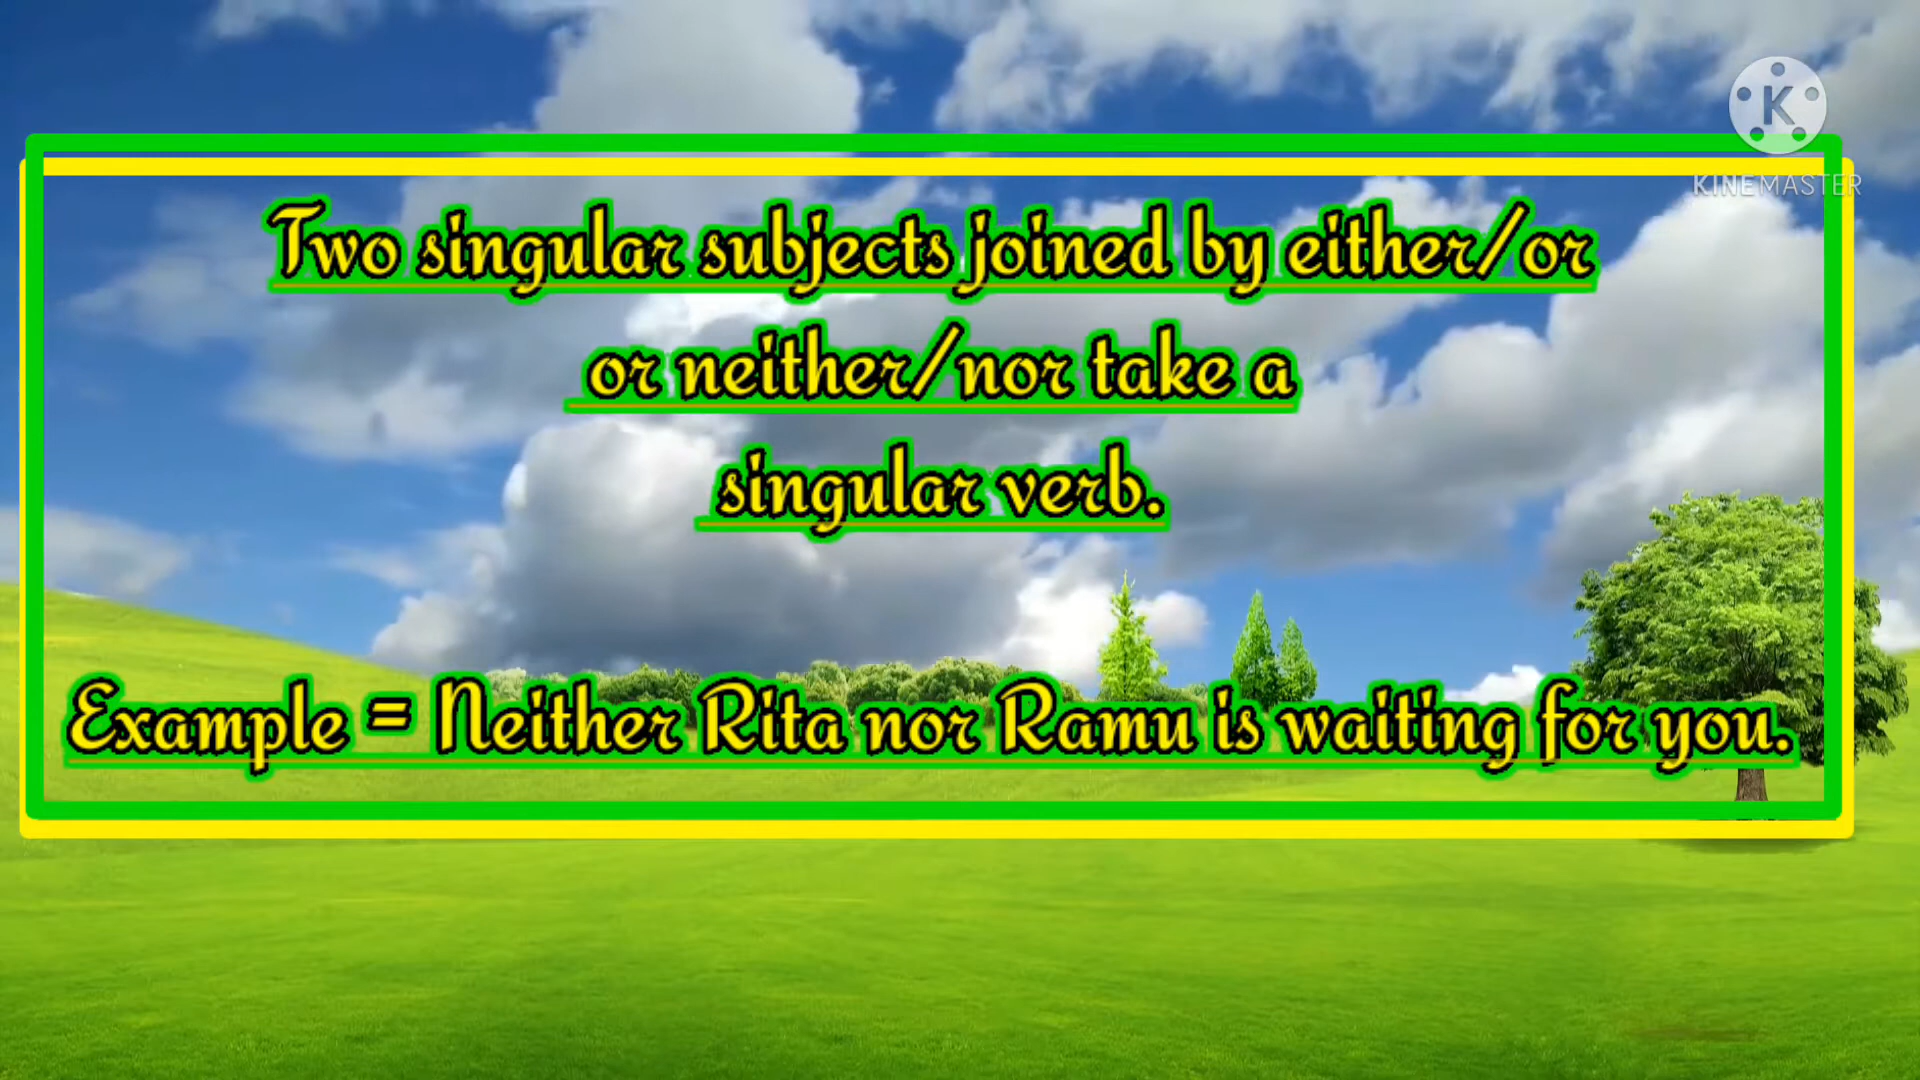 K
KINEMASTER
Two singular subjects joined by either/or
or neither/nor take a
singular verb.
Example = Neither Rita nor Ramu is waiting for you.